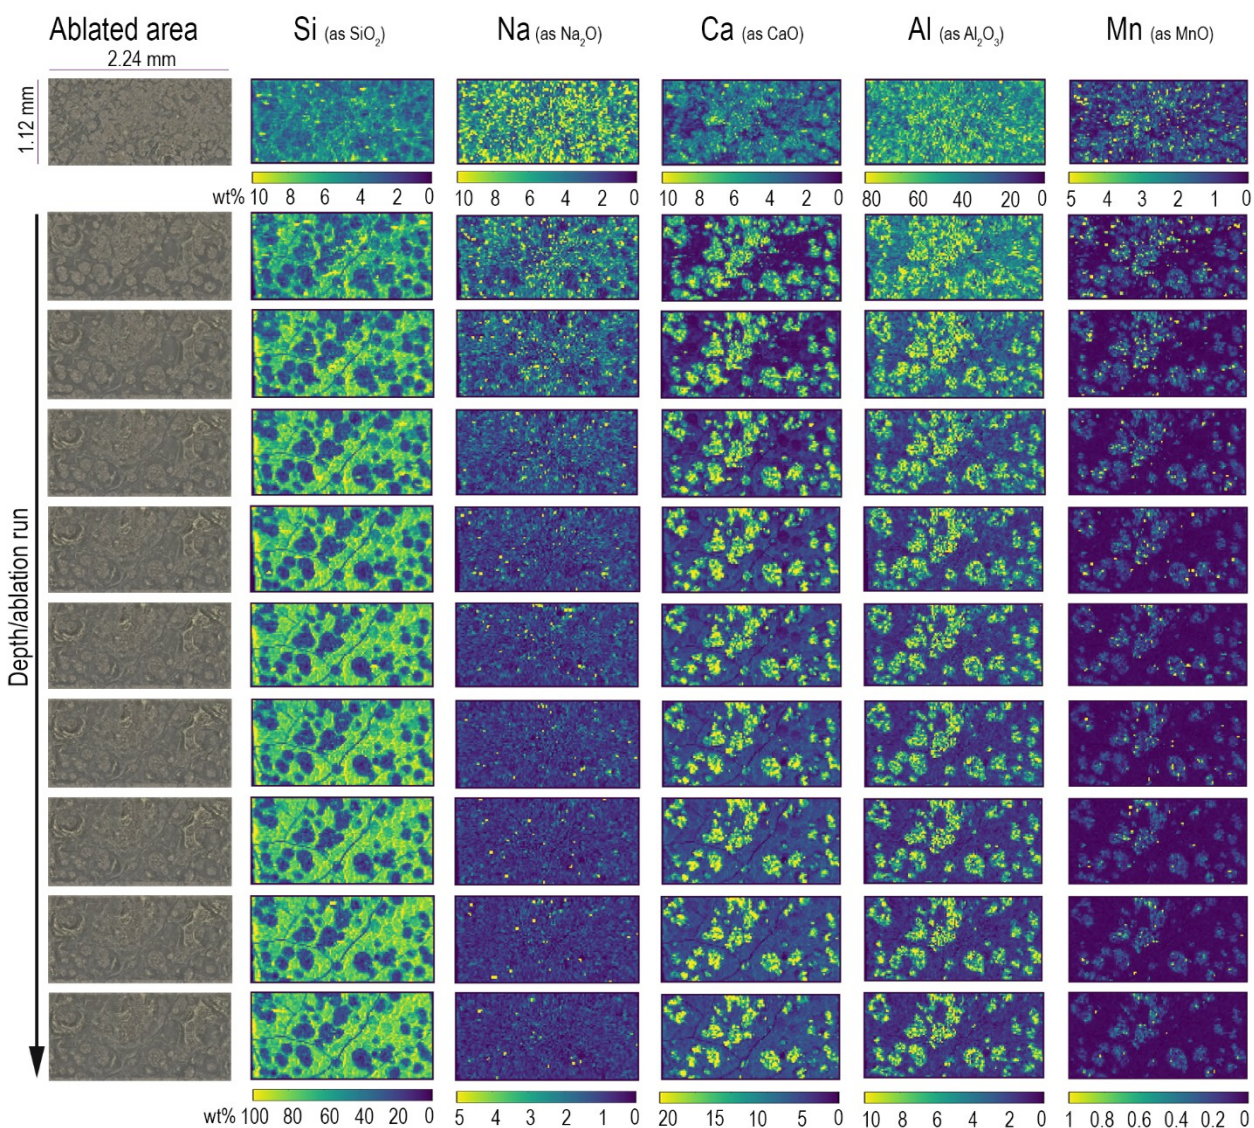 Ablated area
2.24 mm
1.12 mm
Si (as SiO₂)
Na (as Na₂O)
Ca (as CaO)
Al (as Al₂O₃)
Mn (as MnO)
wt% 10 8 6 4 2 0
10 8 6 4 2 0
10 8 6 4 2 0
80 60 40 20 0
5 4 3 2 1 0
Depth/ablation run
wt% 100 80 60 40 20 0
5 4 3 2 1 0
20 15 10 5 0
10 8 6 4 2 0
1 0.8 0.6 0.4 0.2 0